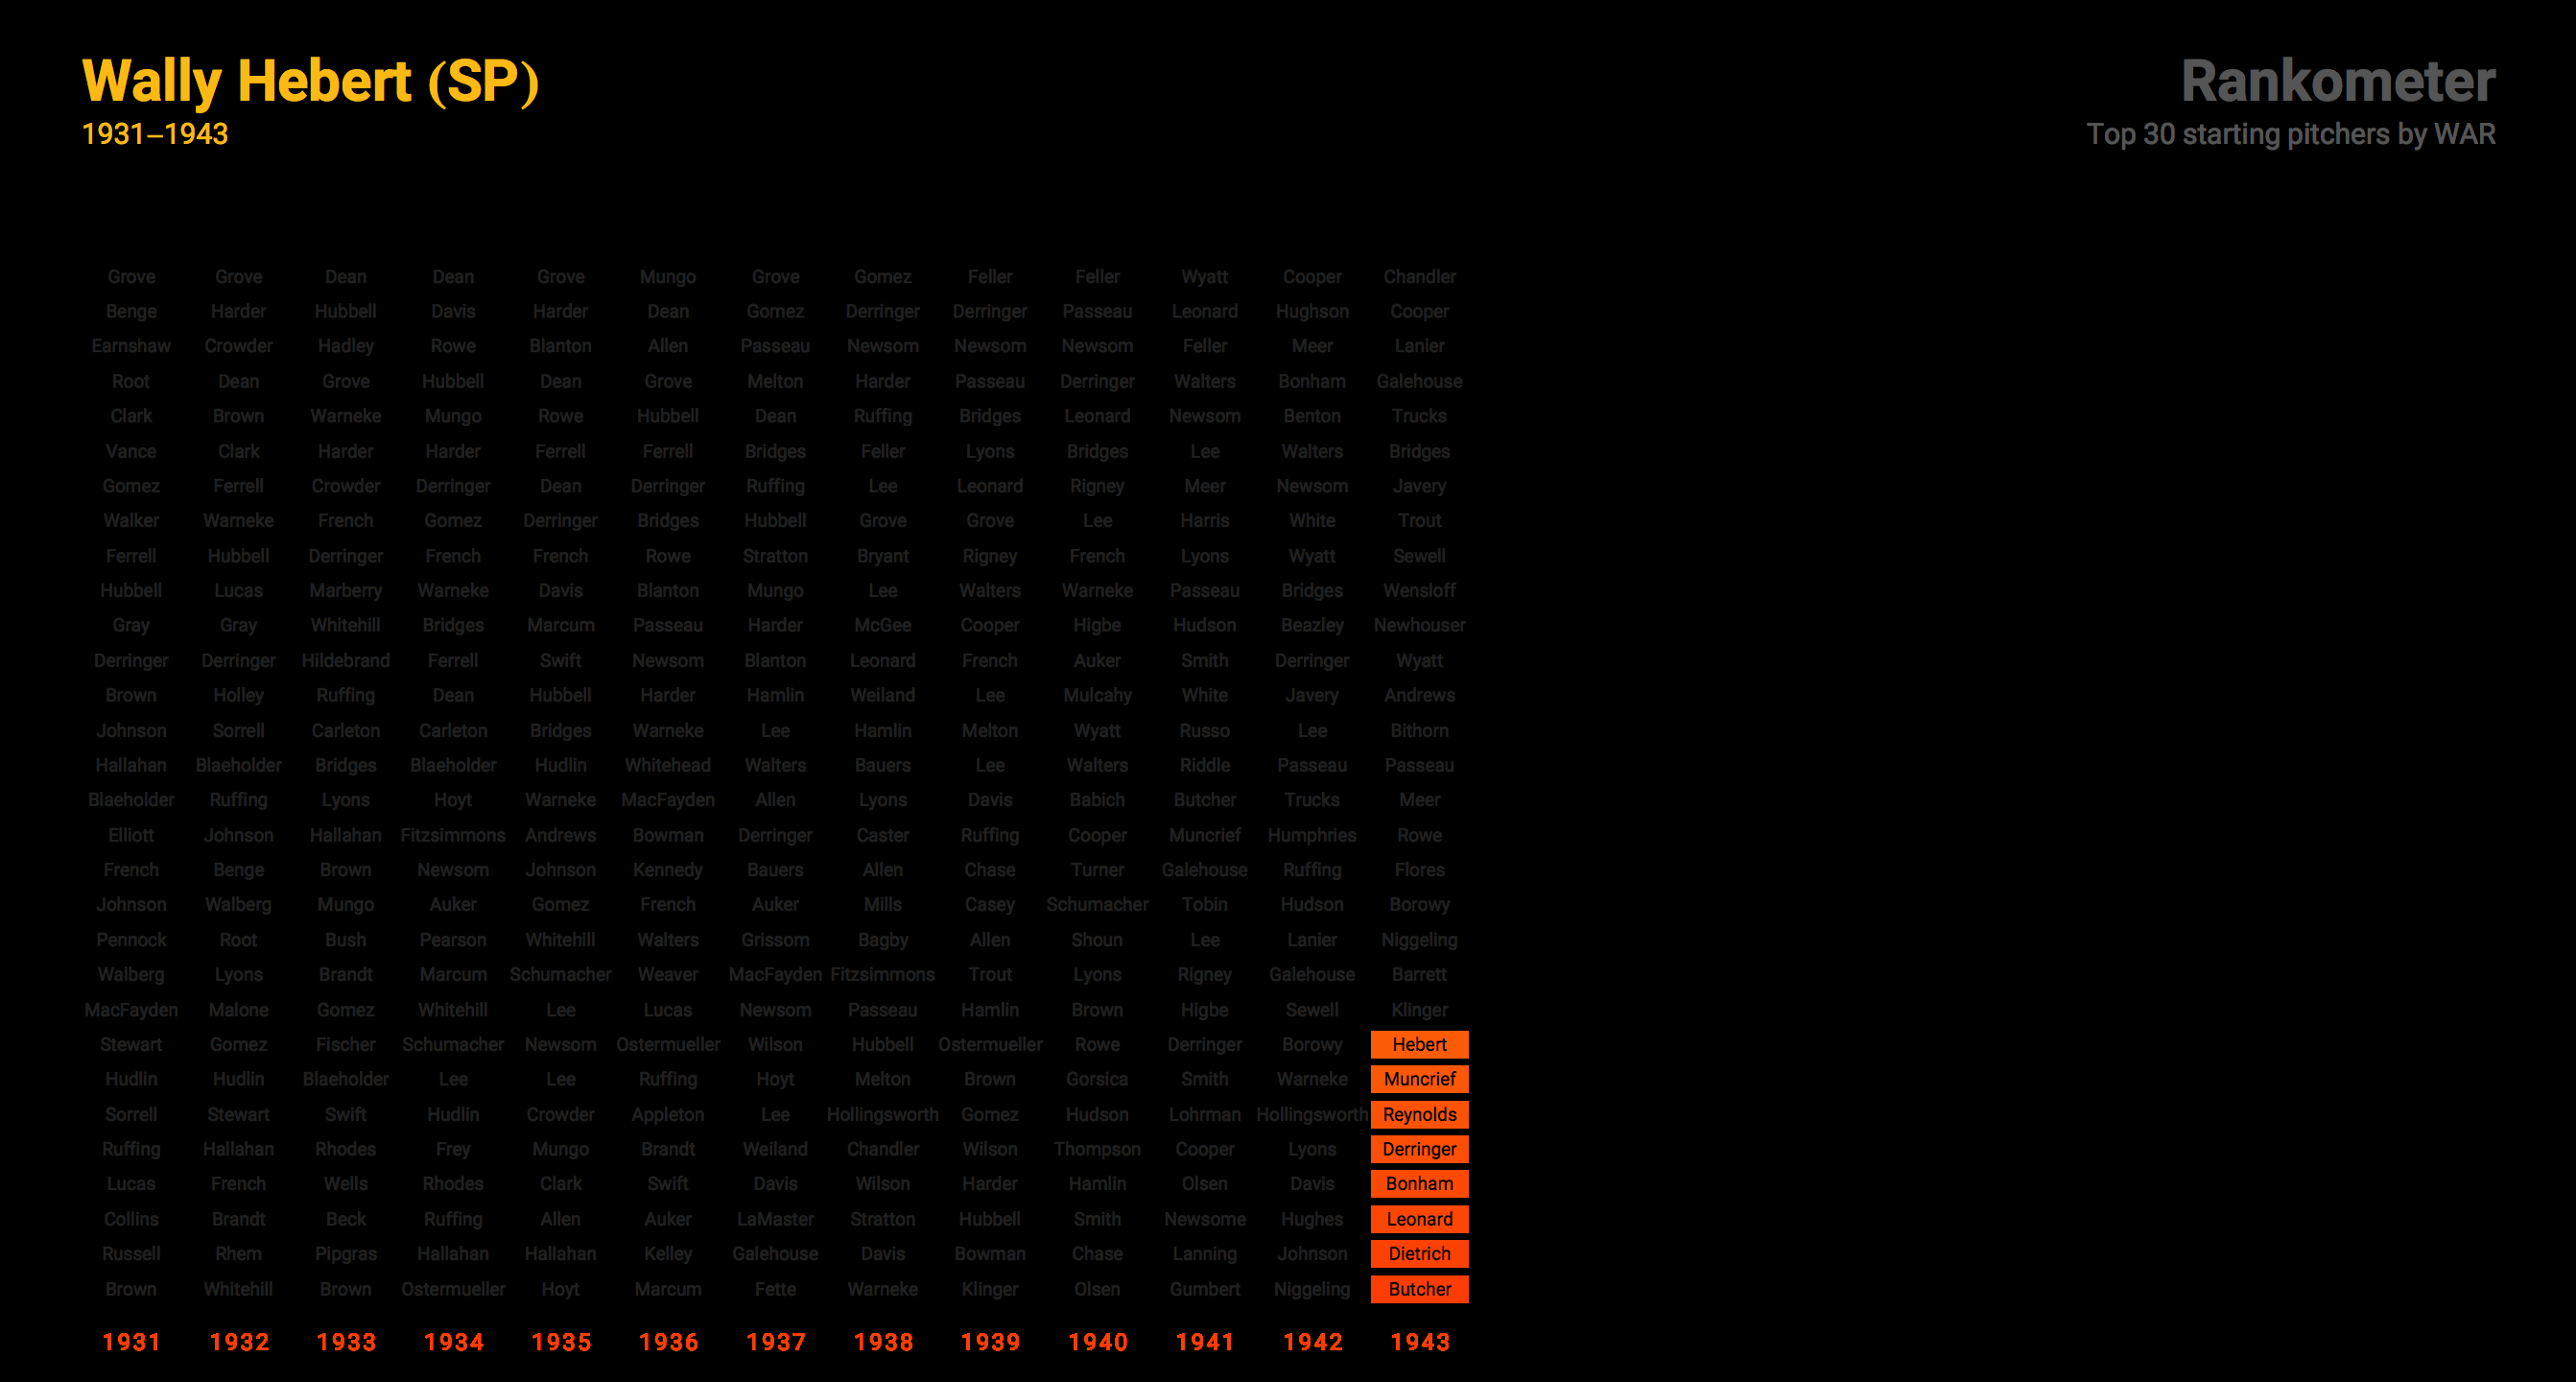 Wally Hebert (SP)
1931–1943
Rankometer
Top 30 starting pitchers by WAR
Grove Grove Dean Dean Grove Mungo Grove Gomez Feller Feller Wyatt Cooper Chandler
Benge Harder Hubbell Davis Harder Dean Gomez Derringer Derringer Passeau Leonard Hughson Cooper
Earnshaw Crowder Hadley Rowe Blanton Allen Passeau Newsom Newsom Newsom Feller Meer Lanier
Root Dean Grove Hubbell Dean Grove Melton Harder Passeau Derringer Walters Bonham Galehouse
Clark Brown Warneke Mungo Rowe Hubbell Dean Ruffing Bridges Leonard Newsom Benton Trucks
Vance Clark Harder Harder Ferrell Ferrell Bridges Feller Lyons Bridges Lee Walters Bridges
Gomez Ferrell Crowder Derringer Dean Derringer Ruffing Lee Leonard Rigney Meer Newsom Javery
Walker Warneke French Gomez Derringer Bridges Hubbell Grove Grove Lee Harris White Trout
Ferrell Hubbell Derringer French French Rowe Stratton Bryant Rigney French Lyons Wyatt Sewell
Hubbell Lucas Marberry Warneke Davis Blanton Mungo Lee Walters Warneke Passeau Bridges Wensloff
Gray Gray Whitehill Bridges Marcum Passeau Harder McGee Cooper Higbe Hudson Beazley Newhouser
Derringer Derringer Hildebrand Ferrell Swift Newsom Blanton Leonard French Auker Smith Derringer Wyatt
Brown Holley Ruffing Dean Hubbell Harder Hamlin Weiland Lee Mulcahy White Javery Andrews
Johnson Sorrell Carleton Carleton Bridges Warneke Lee Hamlin Melton Wyatt Russo Lee Bithorn
Hallahan Blaeholder Bridges Blaeholder Hudlin Whitehead Walters Bauers Lee Walters Riddle Passeau Passeau
Blaeholder Ruffing Lyons Hoyt Warneke MacFayden Allen Lyons Davis Babich Butcher Trucks Meer
Elliott Johnson Hallahan Fitzsimmons Andrews Bowman Derringer Caster Ruffing Cooper Muncrief Humphries Rowe
French Benge Brown Newsom Johnson Kennedy Bauers Allen Chase Turner Galehouse Ruffing Flores
Johnson Walberg Mungo Auker Gomez French Auker Mills Casey Schumacher Tobin Hudson Borowy
Pennock Root Bush Pearson Whitehill Walters Grissom Bagby Allen Shoun Lee Lanier Niggeling
Walberg Lyons Brandt Marcum Schumacher Weaver MacFayden Fitzsimmons Trout Lyons Rigney Galehouse Barrett
MacFayden Malone Gomez Whitehill Lee Lucas Newsom Passeau Hamlin Brown Higbe Sewell Klinger
Stewart Gomez Fischer Schumacher Newsom Ostermueller Wilson Hubbell Ostermueller Rowe Derringer Borowy Hebert
Hudlin Hudlin Blaeholder Lee Lee Ruffing Hoyt Melton Brown Gorsica Smith Warneke Muncrief
Sorrell Stewart Swift Hudlin Crowder Appleton Lee Hollingsworth Gomez Hudson Lohrman Hollingsworth Reynolds
Ruffing Hallahan Rhodes Frey Mungo Brandt Weiland Chandler Wilson Thompson Cooper Lyons Derringer
Lucas French Wells Rhodes Clark Swift Davis Wilson Harder Hamlin Olsen Davis Bonham
Collins Brandt Beck Ruffing Allen Auker LaMaster Stratton Hubbell Smith Newsome Hughes Leonard
Russell Rhem Pipgras Hallahan Hallahan Kelley Galehouse Davis Bowman Chase Lanning Johnson Dietrich
Brown Whitehill Brown Ostermueller Hoyt Marcum Fette Warneke Klinger Olsen Gumbert Niggeling Butcher
1931 1932 1933 1934 1935 1936 1937 1938 1939 1940 1941 1942 1943